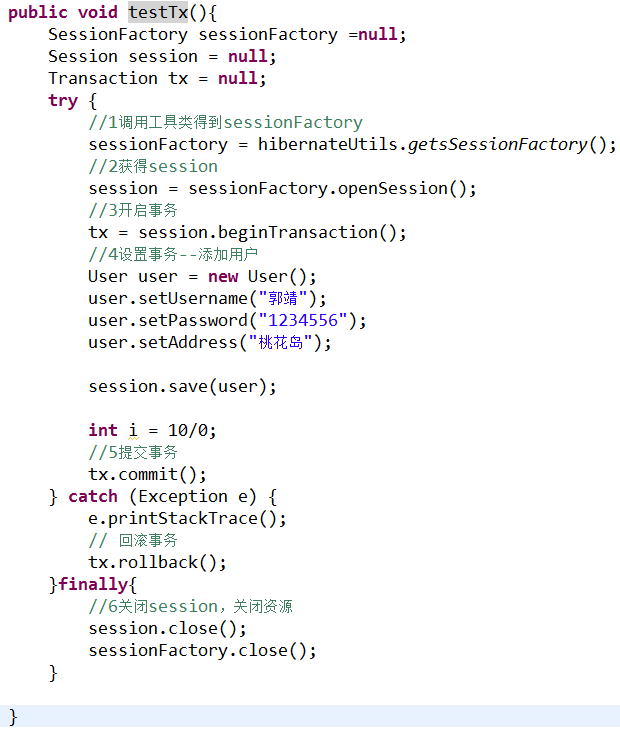 public void testTx(){
SessionFactory sessionFactory =null;
Session session = null;
Transaction tx = null;
try {
//1调用工具类得到sessionFactory
sessionFactory = hibernateUtils.getsSessionFactory();
//2获得session
session = sessionFactory.openSession();
//3开启事务
tx = session.beginTransaction();
//4设置事务--添加用户
User user = new User();
user.setUsername("郭靖");
user.setPassword("1234556");
user.setAddress("桃花岛");
session.save(user);
int i = 10/0;
//5提交事务
tx.commit();
} catch (Exception e) {
e.printStackTrace();
// 回滚事务
tx.rollback();
}finally{
//6关闭session，关闭资源
session.close();
sessionFactory.close();
}
}